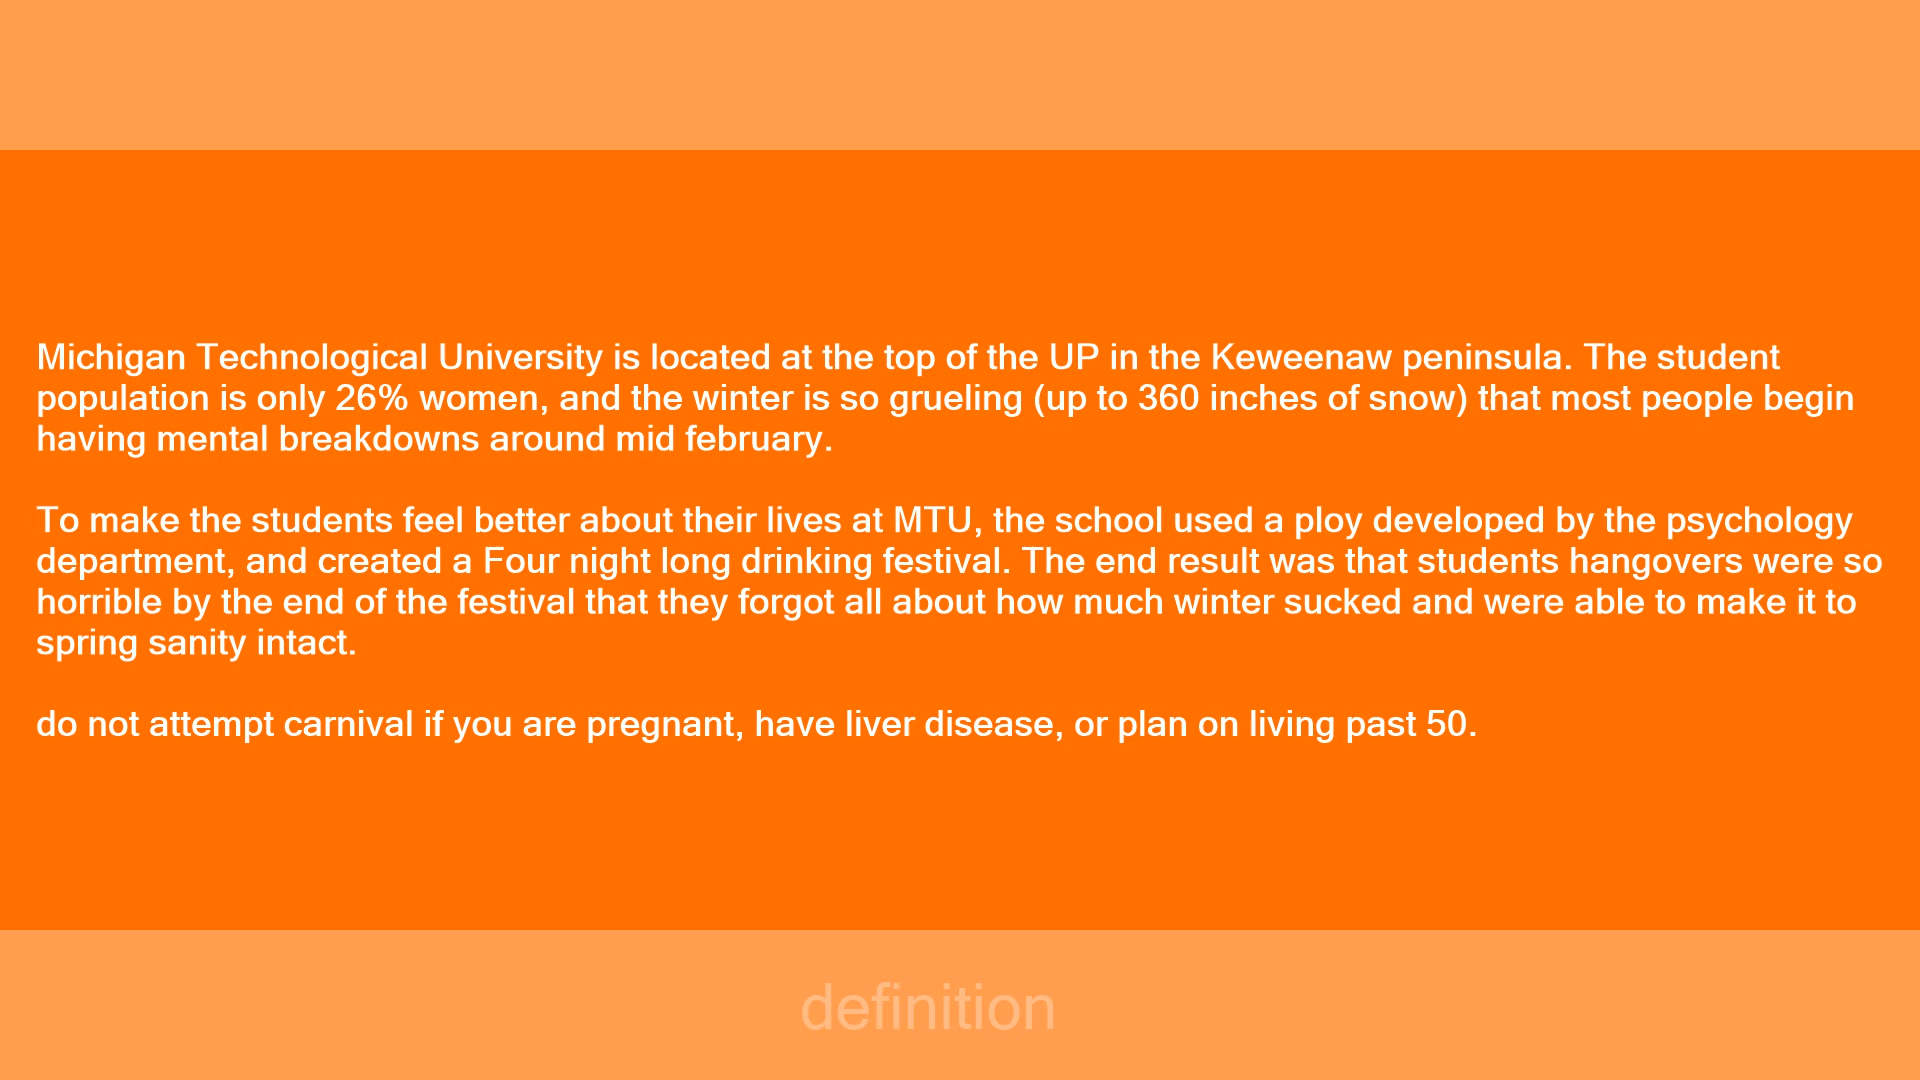 Michigan Technological University is located at the top of the UP in the Keweenaw peninsula. The student
population is only 26% women, and the winter is so grueling (up to 360 inches of snow) that most people begin
having mental breakdowns around mid february.
To make the students feel better about their lives at MTU, the school used a ploy developed by the psychology
department, and created a Four night long drinking festival. The end result was that students hangovers were so
horrible by the end of the festival that they forgot all about how much winter sucked and were able to make it to
spring sanity intact.
do not attempt carnival if you are pregnant, have liver disease, or plan on living past 50.
definition